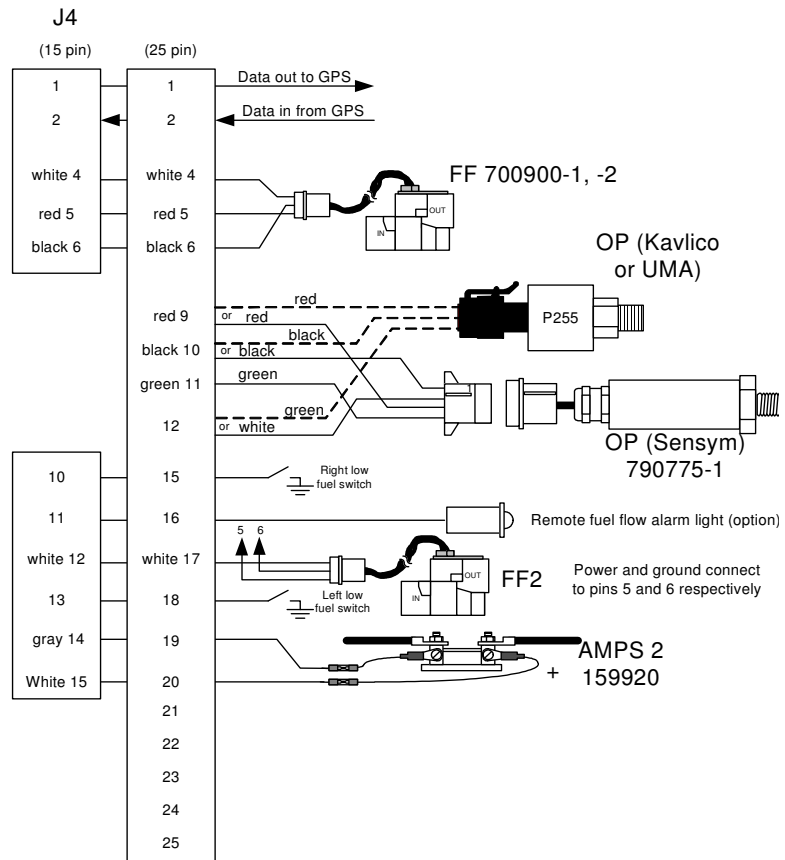 J4
(15 pin) (25 pin)
1 1 Data out to GPS
2 2 Data in from GPS
white 4 white 4 FF 700900-1, -2
red 5 red 5 OUT
black 6 black 6 IN
OP (Kavlico
or UMA)
red
red 9 or red P255
black
black 10 or black
green 11 green
1
green
12 or white
OP (Sensym)
790775-1
10 15 Right low
fuel switch
11 16 Remote fuel flow alarm light (option)
5 6
white 12 white 17 OUT FF2 Power and ground connect
to pins 5 and 6 respectively
IN
13 18 Left low
fuel switch
gray 14 19 AMPS 2
White 15 20 + 159920
21
22
23
24
25